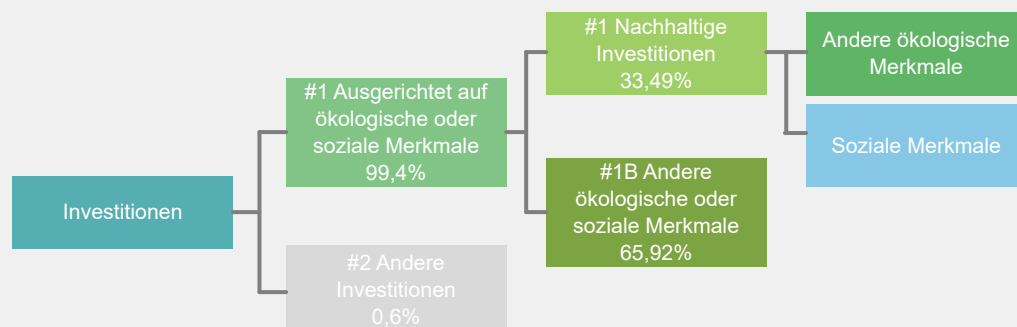 Investitionen
#1 Ausgerichtet auf
ökologische oder
soziale Merkmale
99,4%
#2 Andere
Investitionen
0,6%
#1 Nachhaltige
Investitionen
33,49%
#1B Andere
ökologische oder
soziale Merkmale
65,92%
Andere ökologische
Merkmale
Soziale Merkmale